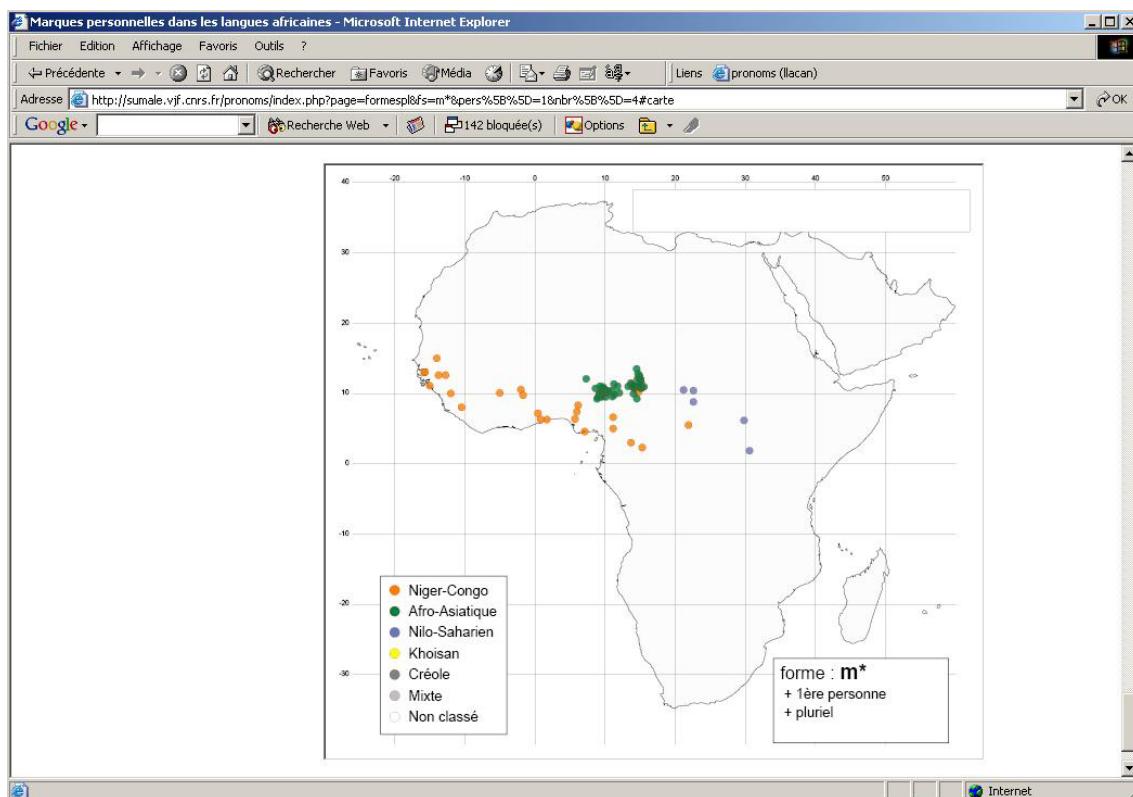 Marques personnelles dans les langues africaines - Microsoft Internet Explorer
Fichier Edition Affichage Favoris Outils ?
Précédente Rechercher Favoris Média Liens pronoms (llacan)
Adresse http://sumale.vjf.cnrs.fr/pronoms/index.php?page=formespl&fs=m*&pers%5B%5D=1&nbr%5B%5D=4#carte OK
Google Recherche Web 142 bloquée(s) Options
-20 -10 0 10 20 30 40 50
40
30
20
10
0
-10
-20
-30
Niger-Congo
Afro-Asiatique
Nilo-Saharien
Khoisan
Créole
Mixte
Non classé
forme : m*
+ 1ère personne
+ pluriel
Internet